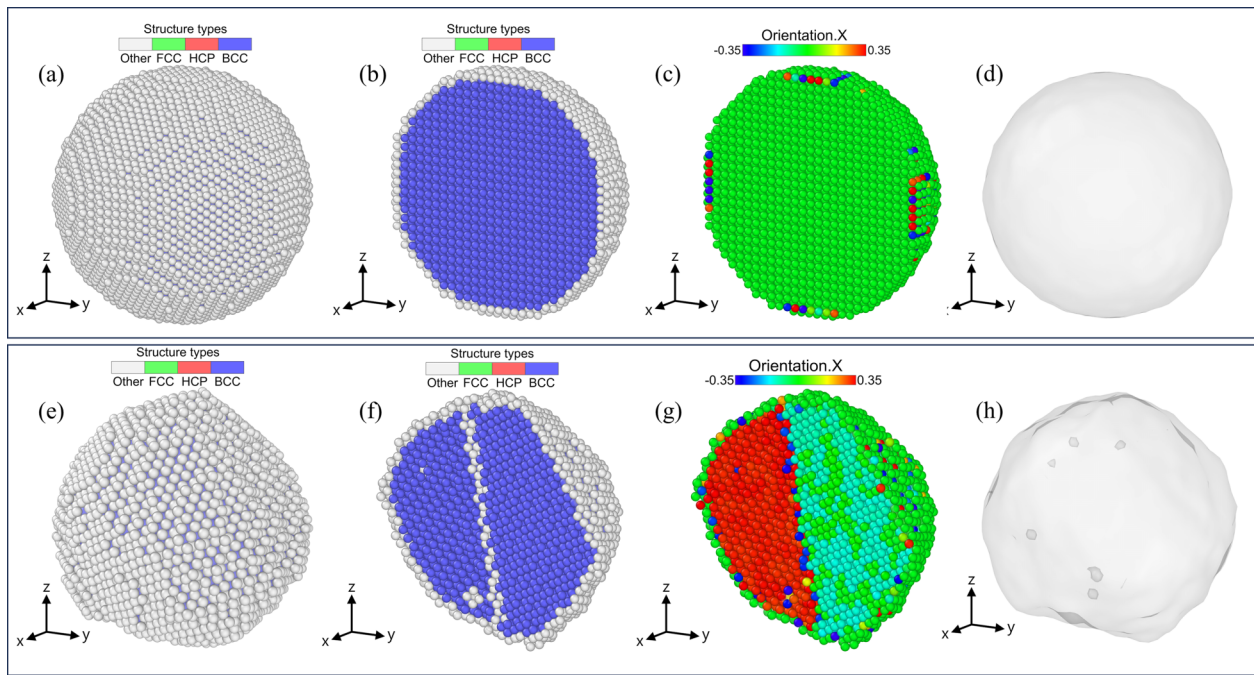 Structure types
Other FCC HCP BCC
Structure types
Other FCC HCP BCC
Orientation.X
-0.35 0.35
(a)
(b)
(c)
(d)
z
x y
z
x y
z
x y
z
: y
Structure types
Other FCC HCP BCC
Structure types
Other FCC HCP BCC
Orientation.X
-0.35 0.35
(e)
(f)
(g)
(h)
z
x y
z
x y
z
x y
z
x y